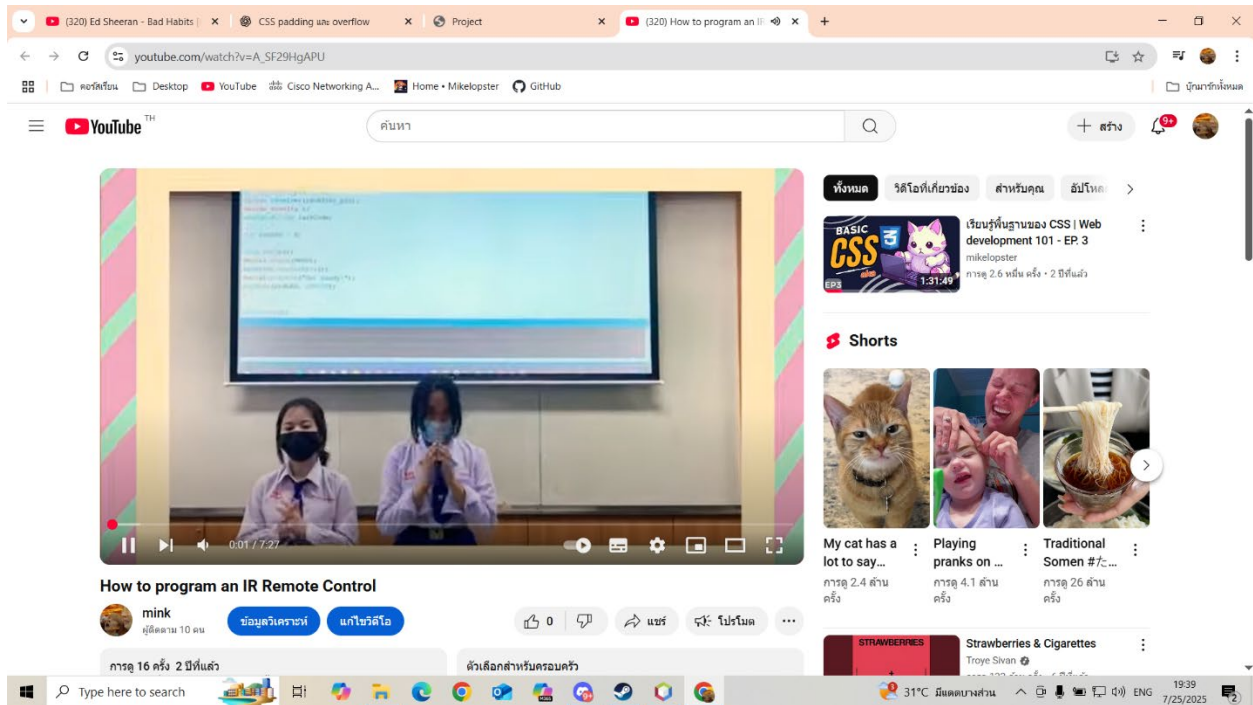 (320) Ed Sheeran - Bad Habits [
CSS padding และ overflow
Project
(320) How to program an IR
youtube.com/watch?v=A_SF29HgAPU
คอร์สเรียน
Desktop
YouTube
Cisco Networking A...
Home • Mikelopster
GitHub
บุ๊กมาร์กทั้งหมด
YouTube TH
ค้นหา
สร้าง
9+
ทั้งหมด
วิดีโอที่เกี่ยวข้อง
สำหรับคุณ
อัปโหล
BASIC
CSS
EP3
1:31:49
เรียนรู้พื้นฐานของ CSS | Web
development 101 - EP. 3
mikelopster
การดู 2.6 หมื่น ครั้ง • 2 ปีที่แล้ว
Shorts
0:01 / 7:27
My cat has a
lot to say...
การดู 2.4 ล้าน
ครั้ง
Playing
pranks on ...
การดู 4.1 ล้าน
ครั้ง
Traditional
Somen #た...
การดู 26 ล้าน
ครั้ง
How to program an IR Remote Control
mink
ผู้ติดตาม 10 คน
ข้อมูลวิเคราะห์
แก้ไขวิดีโอ
0
แชร์
โปรโมต
การดู 16 ครั้ง 2 ปีที่แล้ว
ตัวเลือกสำหรับครอบครัว
STRAWBERRIES
Strawberries & Cigarettes
Troye Sivan
Type here to search
31°C มีแดดบางส่วน
ENG
19:39
7/25/2025
2